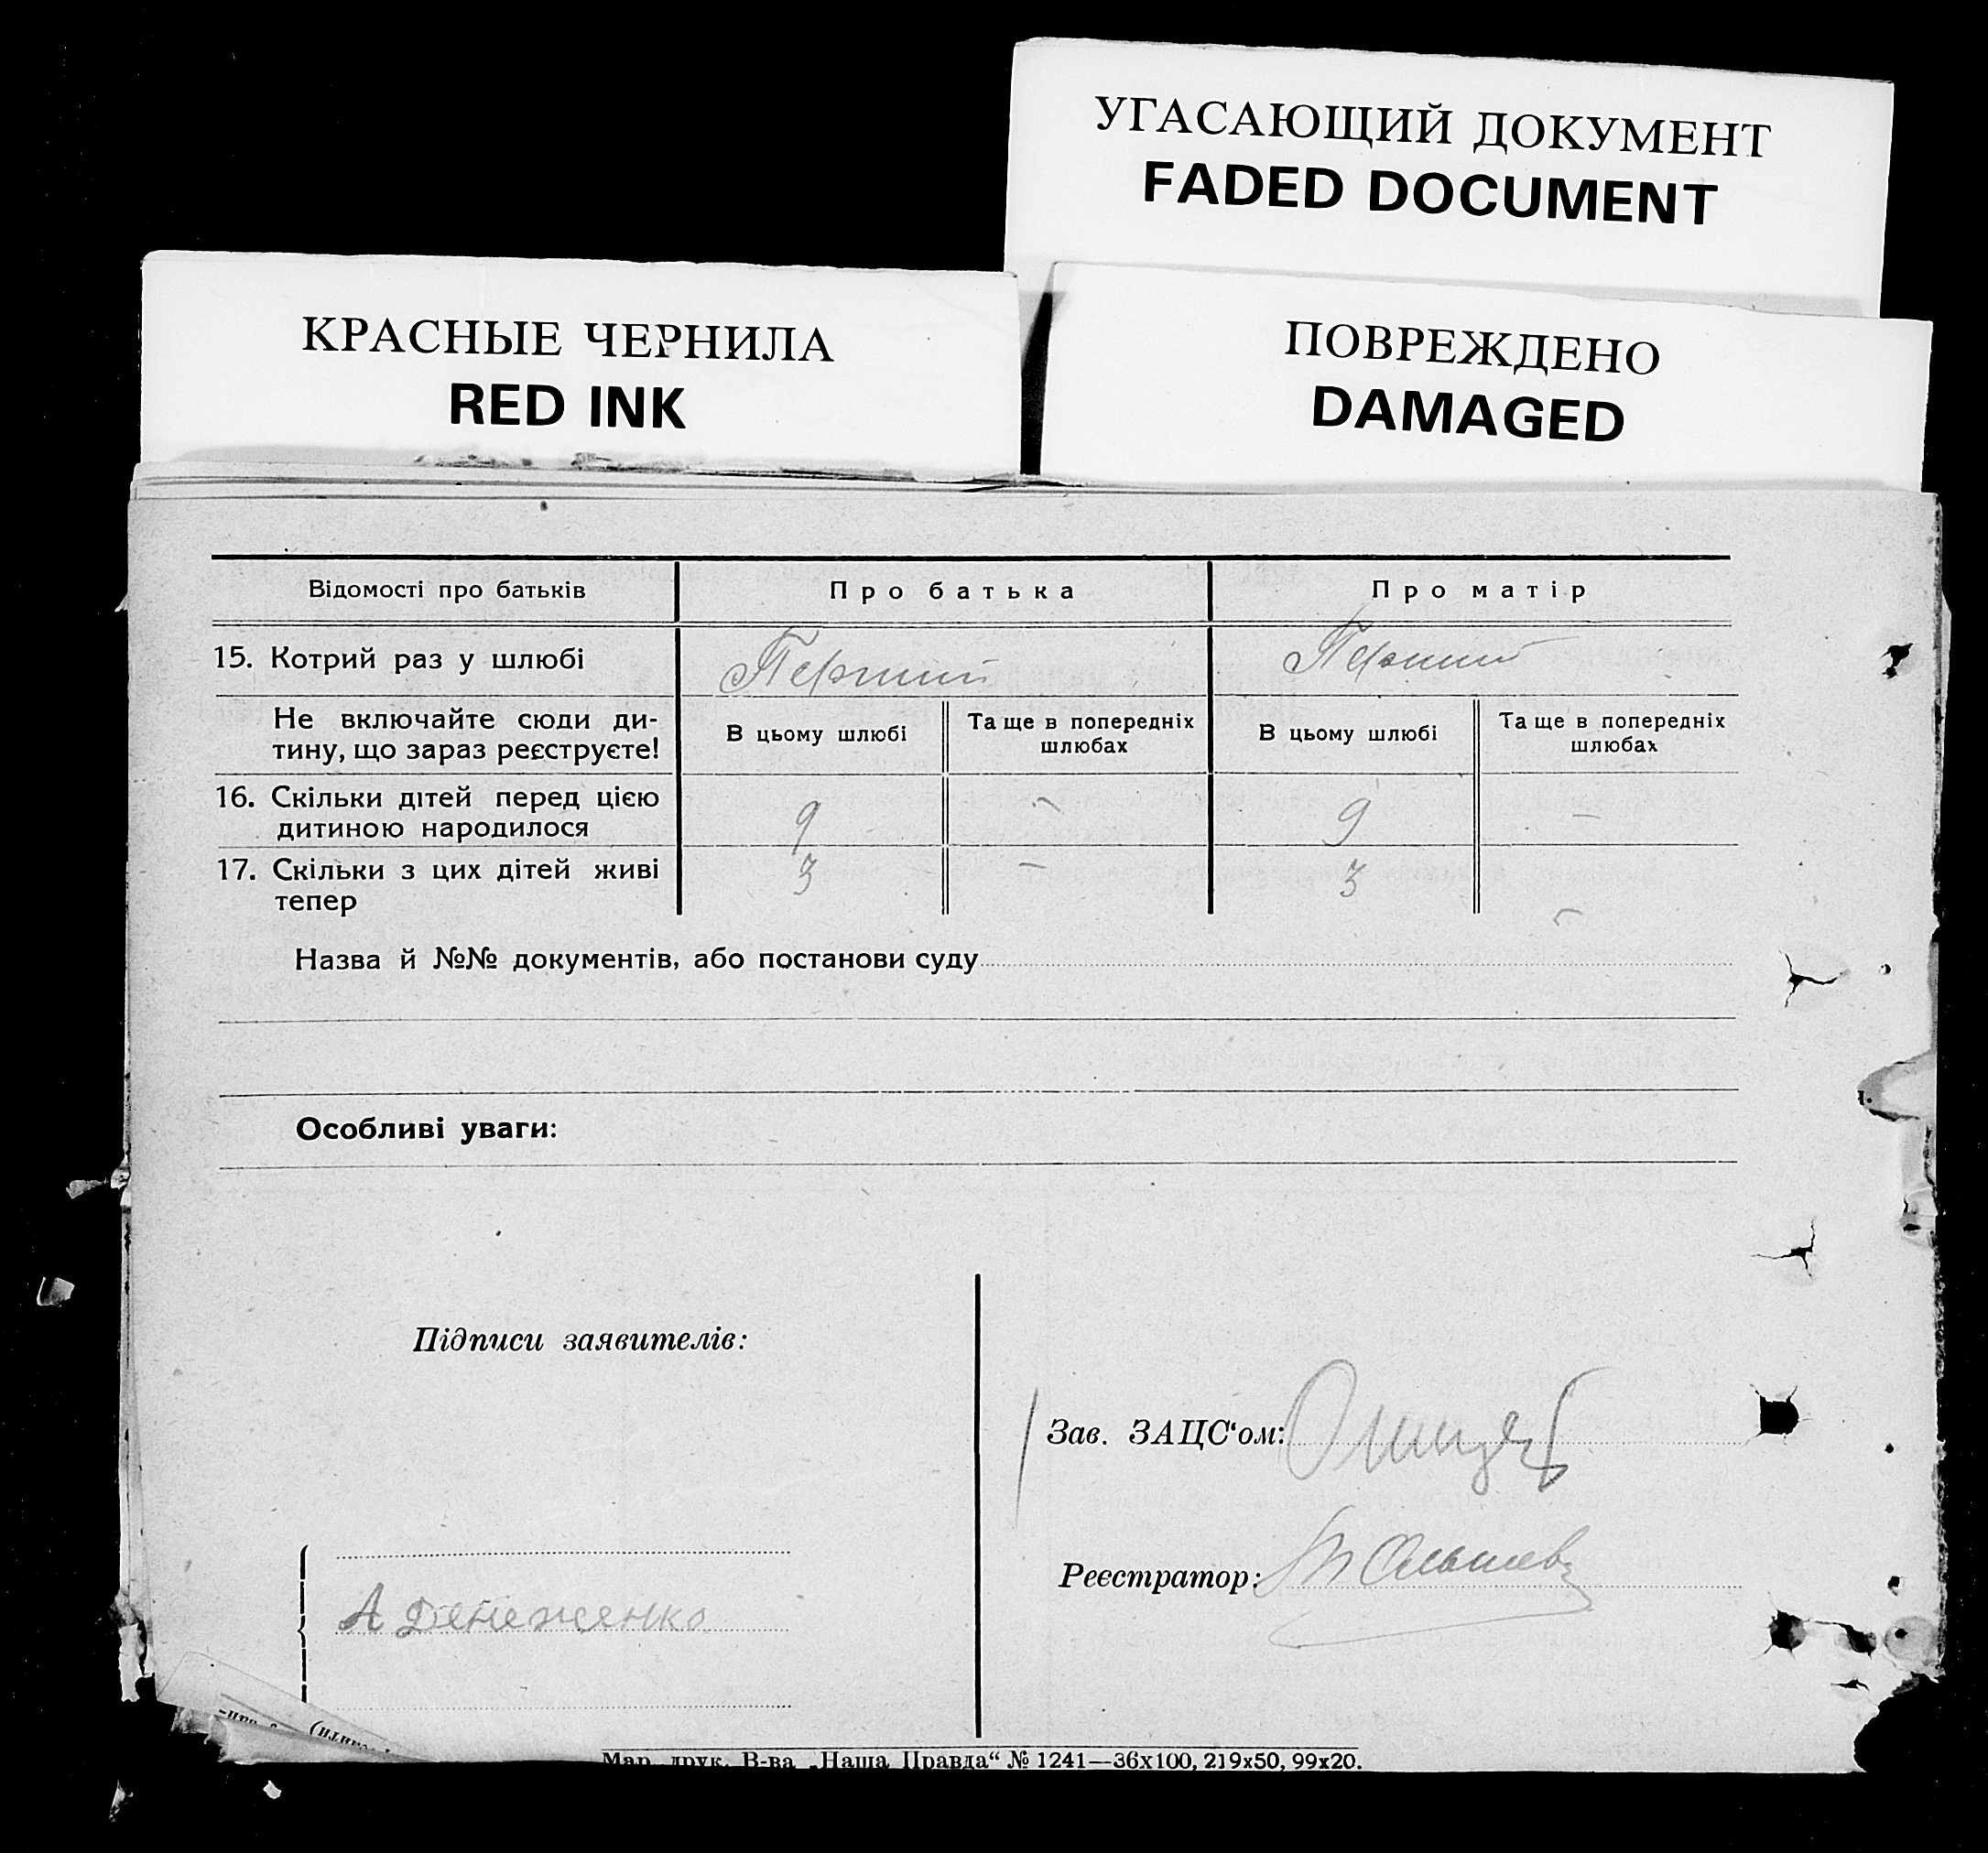 УГАСАЮЩИЙ ДОКУМЕНТ
FADED DOCUMENT
КРАСНЫЕ ЧЕРНИЛА
RED INK
ПОВРЕЖДЕНО
DAMAGED
Відомості про батьків Про батька Про матір
15. Котрий раз у шлюбі Перший Перший
Не включайте сюди ди-
тину, що зараз реєструєте!
В цьому шлюбі
Та ще в попередніх
шлюбах
В цьому шлюбі
Та ще в попередніх
шлюбах
16. Скільки дітей перед цією
дитиною народилося
9 – 9 –
17. Скільки з цих дітей живі
тепер
3 – 3 –
Назва й №№ документів, або постанови суду
Особливі уваги:
Підписи заявителів:
Зав. ЗАЦС‘ом:
Реєстратор:
А Денеженко
Мар. друк. В-ва „Наша Правда“ № 1241—36х100, 219х50, 99х20.